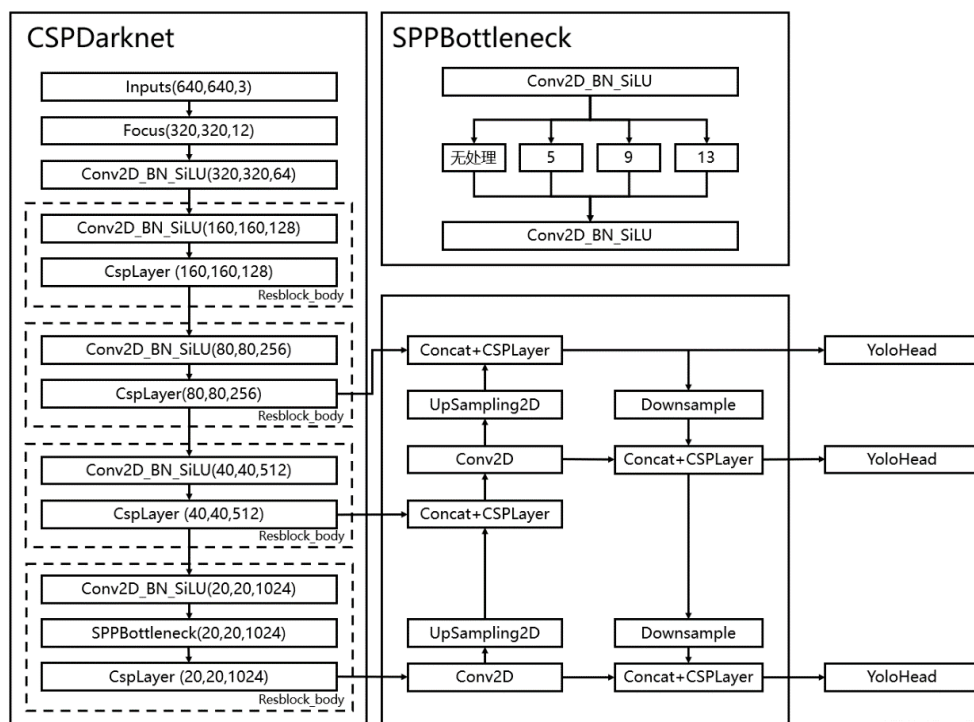 CSPDarknet
Inputs(640,640,3)
Focus(320,320,12)
Conv2D_BN_SiLU(320,320,64)
Conv2D_BN_SiLU(160,160,128)
CspLayer (160,160,128)
Resblock_body
Conv2D_BN_SiLU(80,80,256)
CspLayer(80,80,256)
Resblock_body
Conv2D_BN_SiLU(40,40,512)
CspLayer (40,40,512)
Resblock_body
Conv2D_BN_SiLU(20,20,1024)
SPPBottleneck(20,20,1024)
CspLayer (20,20,1024)
Resblock_body
SPPBottleneck
Conv2D_BN_SiLU
无处理 5 9 13
Conv2D_BN_SiLU
Concat+CSPLayer YoloHead
UpSampling2D Downsample
Conv2D Concat+CSPLayer YoloHead
Concat+CSPLayer
UpSampling2D Downsample
Conv2D Concat+CSPLayer YoloHead